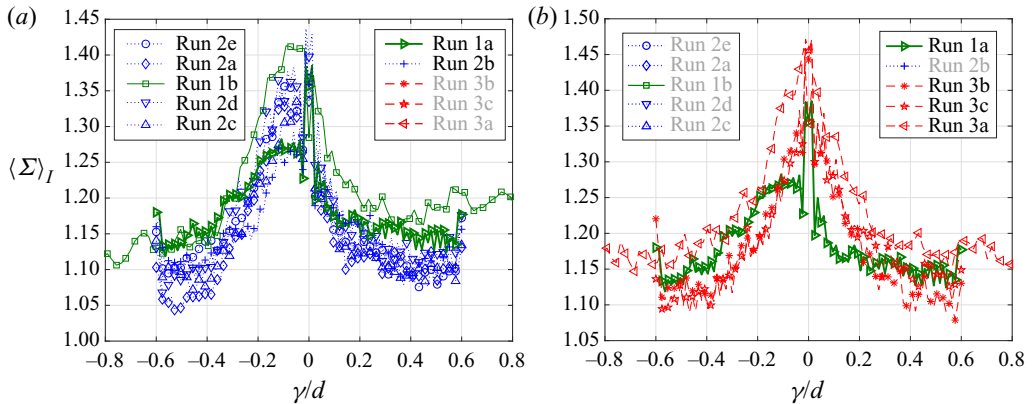 (a)
1.45
1.40
1.35
1.30
1.25
1.20
1.15
1.10
1.05
1.00
⟨Σ⟩I
Run 2e
Run 2a
Run 1b
Run 2d
Run 2c
Run 1a
Run 2b
Run 3b
Run 3c
Run 3a
−0.8 −0.6 −0.4 −0.2 0 0.2 0.4 0.6 0.8
γ/d
(b)
1.50
1.45
1.40
1.35
1.30
1.25
1.20
1.15
1.10
1.05
Run 2e
Run 2a
Run 1b
Run 2d
Run 2c
Run 1a
Run 2b
Run 3b
Run 3c
Run 3a
−0.8 −0.6 −0.4 −0.2 0 0.2 0.4 0.6 0.8
γ/d